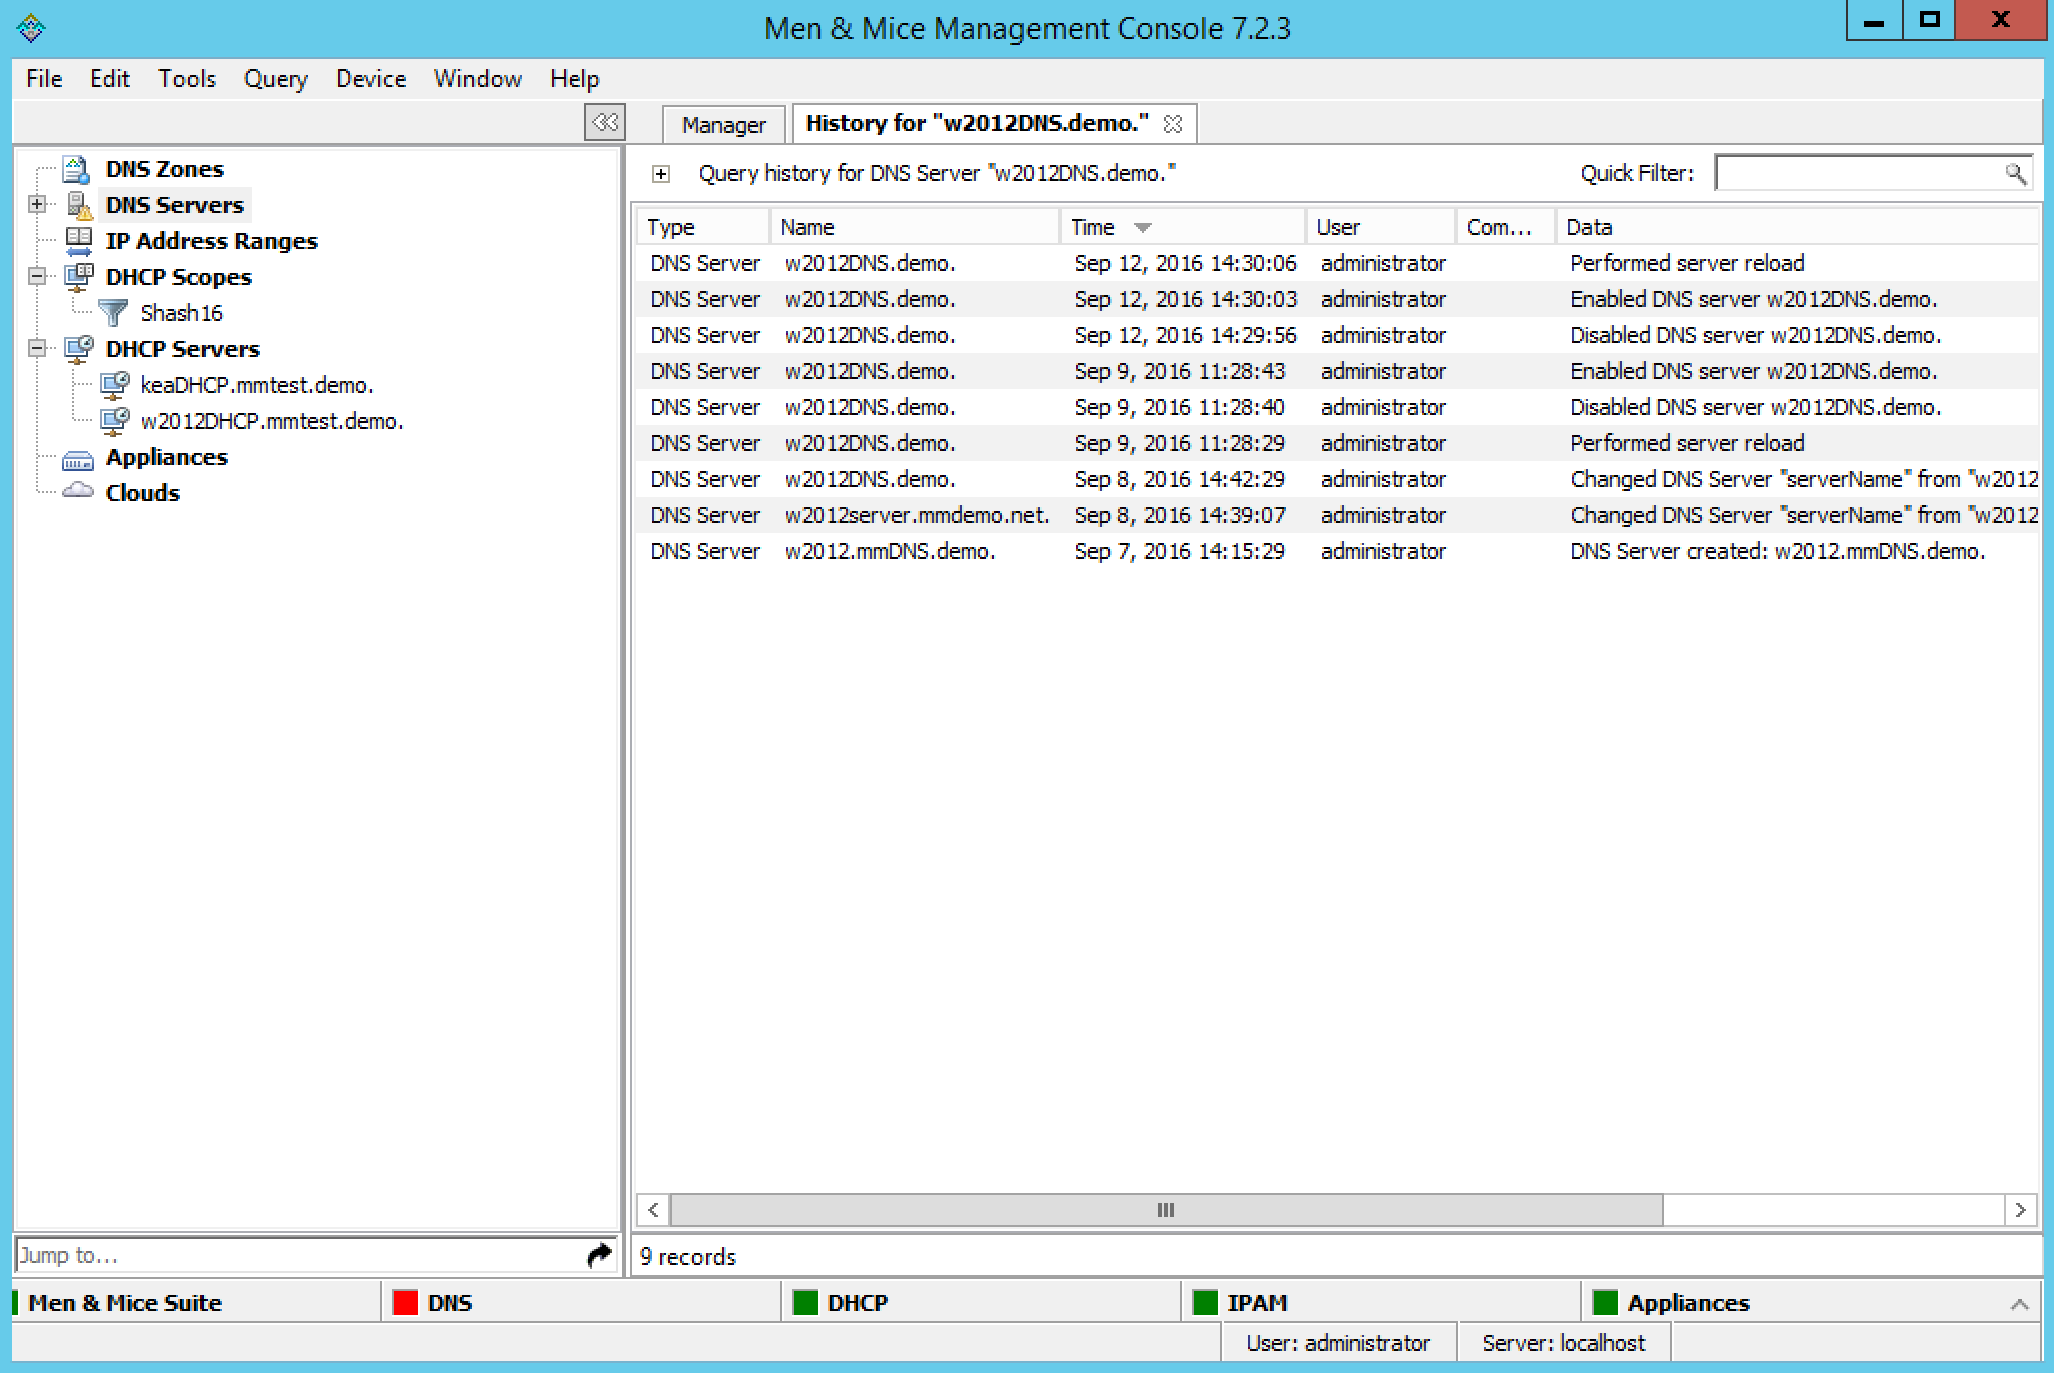 Men & Mice Management Console 7.2.3
File Edit Tools Query Device Window Help
Manager History for "w2012DNS.demo."
DNS Zones
DNS Servers
IP Address Ranges
DHCP Scopes
Shash16
DHCP Servers
keaDHCP.mmtest.demo.
w2012DHCP.mmtest.demo.
Appliances
Clouds
Jump to...
Query history for DNS Server "w2012DNS.demo." Quick Filter:
Type Name Time User Com... Data
DNS Server w2012DNS.demo. Sep 12, 2016 14:30:06 administrator Performed server reload
DNS Server w2012DNS.demo. Sep 12, 2016 14:30:03 administrator Enabled DNS server w2012DNS.demo.
DNS Server w2012DNS.demo. Sep 12, 2016 14:29:56 administrator Disabled DNS server w2012DNS.demo.
DNS Server w2012DNS.demo. Sep 9, 2016 11:28:43 administrator Enabled DNS server w2012DNS.demo.
DNS Server w2012DNS.demo. Sep 9, 2016 11:28:40 administrator Disabled DNS server w2012DNS.demo.
DNS Server w2012DNS.demo. Sep 9, 2016 11:28:29 administrator Performed server reload
DNS Server w2012DNS.demo. Sep 8, 2016 14:42:29 administrator Changed DNS Server "serverName" from "w2012
DNS Server w2012server.mmdemo.net. Sep 8, 2016 14:39:07 administrator Changed DNS Server "serverName" from "w2012
DNS Server w2012.mmDNS.demo. Sep 7, 2016 14:15:29 administrator DNS Server created: w2012.mmDNS.demo.
9 records
Men & Mice Suite DNS DHCP IPAM Appliances
User: administrator Server: localhost